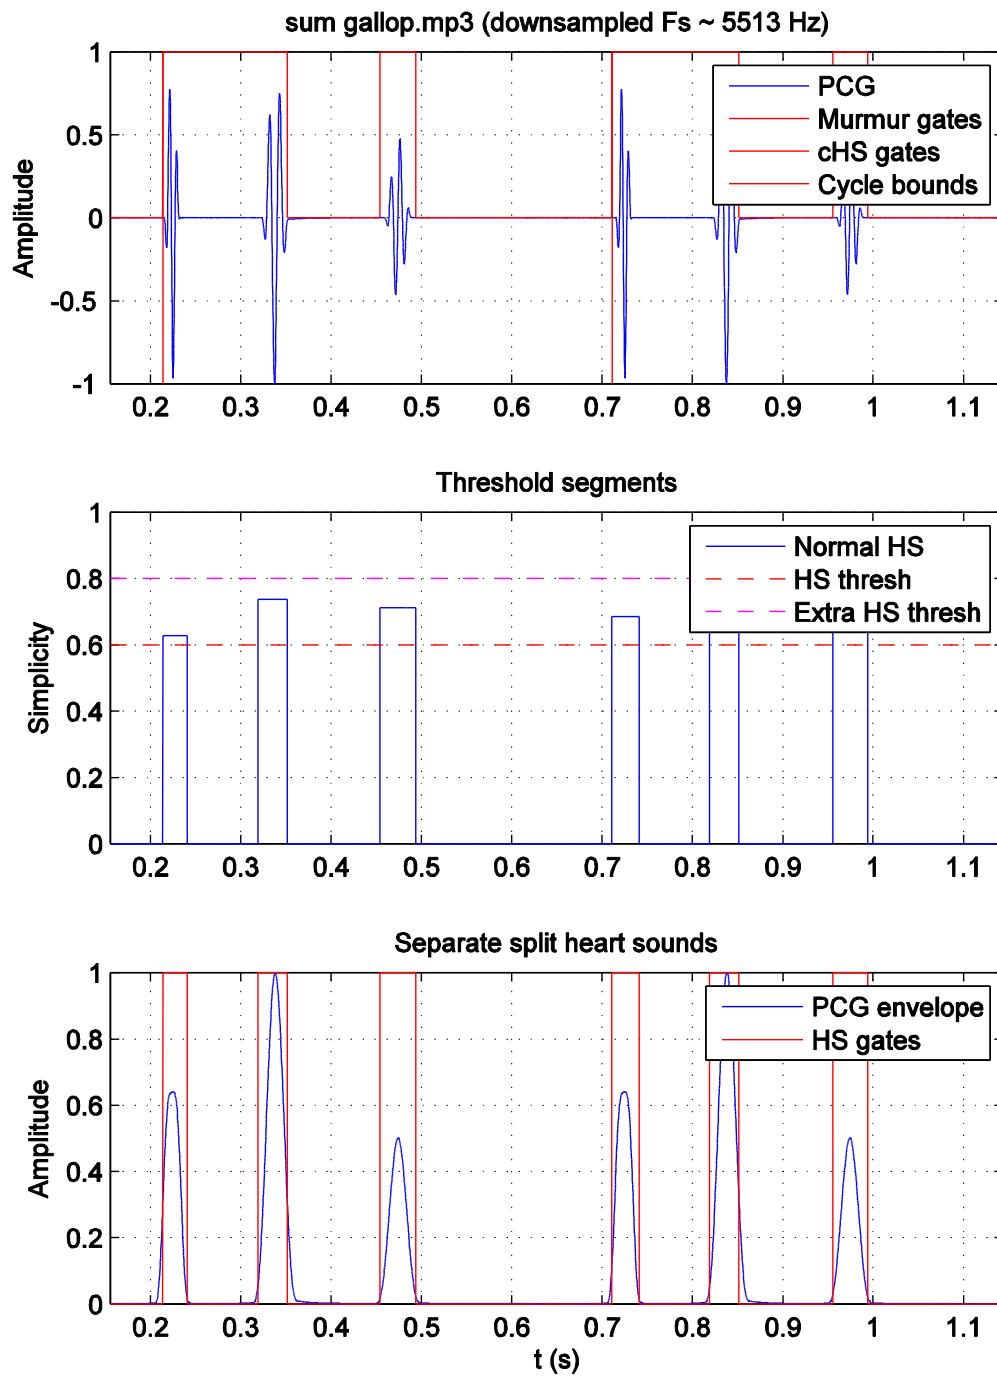 sum gallop.mp3 (downsampled Fs ~ 5513 Hz)
1
0.5
0
-0.5
-1
Amplitude
PCG
Murmur gates
cHS gates
Cycle bounds
0.2 0.3 0.4 0.5 0.6 0.7 0.8 0.9 1 1.1
Threshold segments
1
0.8
0.6
0.4
0.2
0
Simplicity
Normal HS
HS thresh
Extra HS thresh
0.2 0.3 0.4 0.5 0.6 0.7 0.8 0.9 1 1.1
Separate split heart sounds
1
0.8
0.6
0.4
0.2
0
Amplitude
PCG envelope
HS gates
0.2 0.3 0.4 0.5 0.6 0.7 0.8 0.9 1 1.1
t (s)